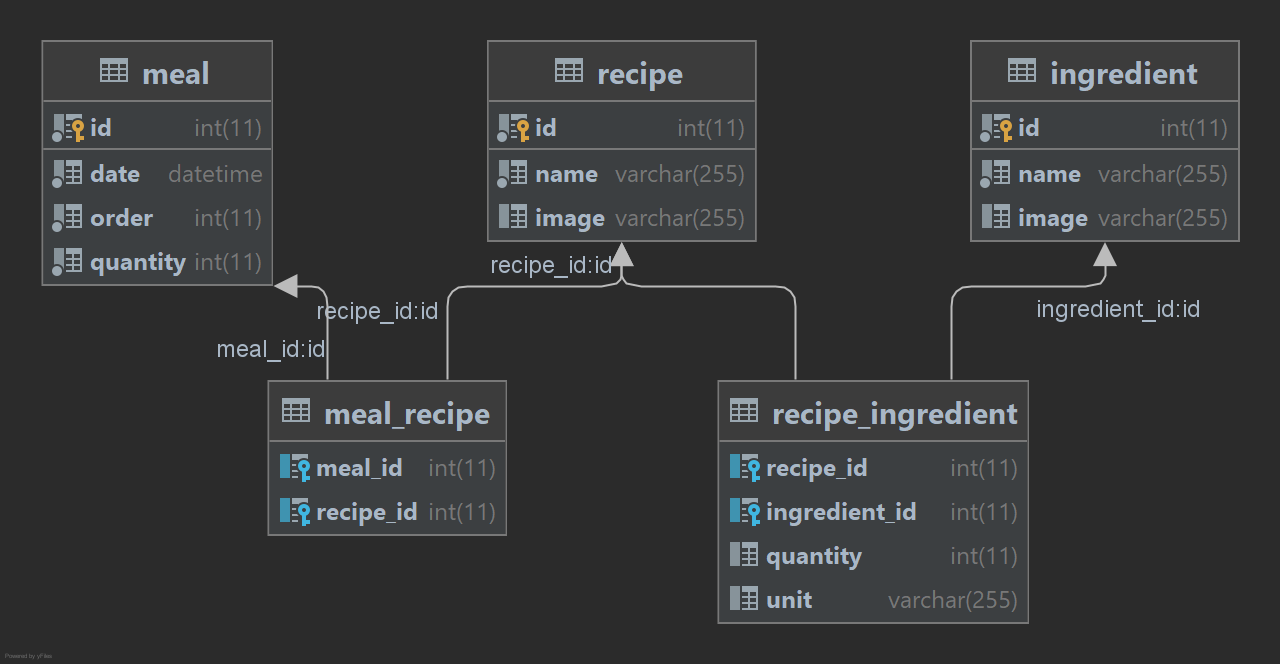 meal
id int(11)
date datetime
order int(11)
quantity int(11)
recipe
id int(11)
name varchar(255)
image varchar(255)
ingredient
id int(11)
name varchar(255)
image varchar(255)
recipe_id:id
recipe_id:id
meal_id:id
ingredient_id:id
meal_recipe
meal_id int(11)
recipe_id int(11)
recipe_ingredient
recipe_id int(11)
ingredient_id int(11)
quantity int(11)
unit varchar(255)
Powered by yFiles